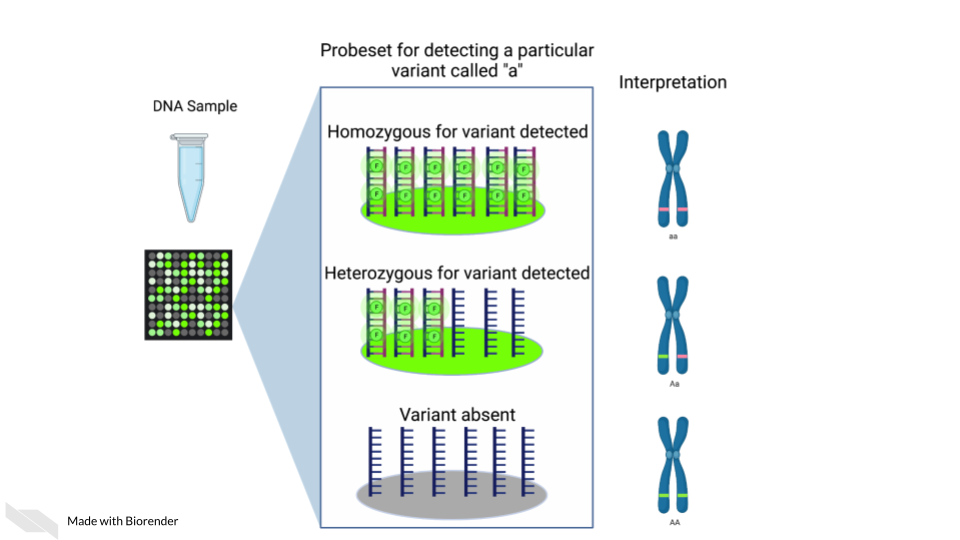 Probeset for detecting a particular
variant called "a"
Interpretation
DNA Sample
Homozygous for variant detected
F F F F F F
F F F F F F
aa
Heterozygous for variant detected
F F F
F F F
Aa
Variant absent
AA
Made with Biorender